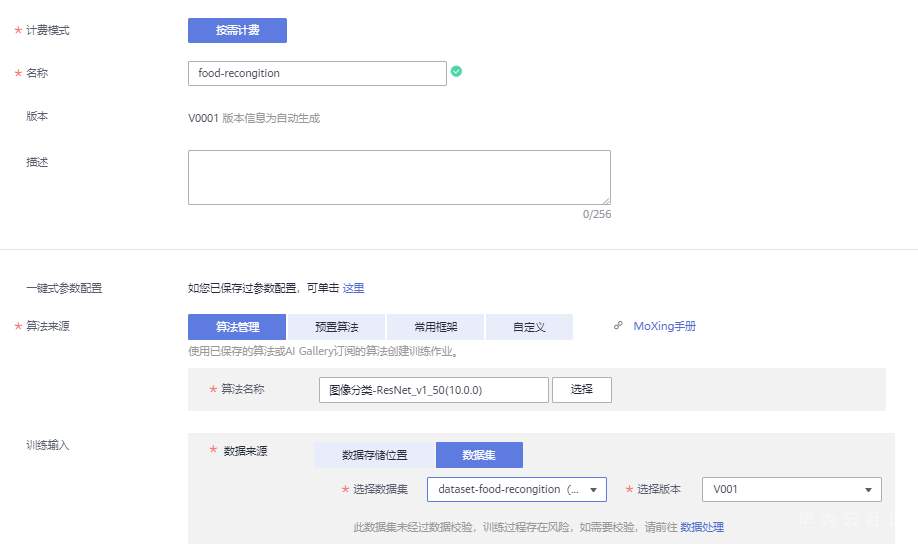 * 计费模式 按需计费
* 名称 food-recongition
版本 V0001 版本信息为自动生成
描述
0/256
一键式参数配置 如您已保存过参数配置，可单击 这里
* 算法来源 算法管理 预置算法 常用框架 自定义 MoXing手册
使用已保存的算法或AI Gallery订阅的算法创建训练作业。
* 算法名称 图像分类-ResNet_v1_50(10.0.0) 选择
训练输入 * 数据来源 数据存储位置 数据集
* 选择数据集 dataset-food-recongition（... * 选择版本 V001
此数据集未经过数据校验，训练过程存在风险，如需要校验，请前往 数据处理